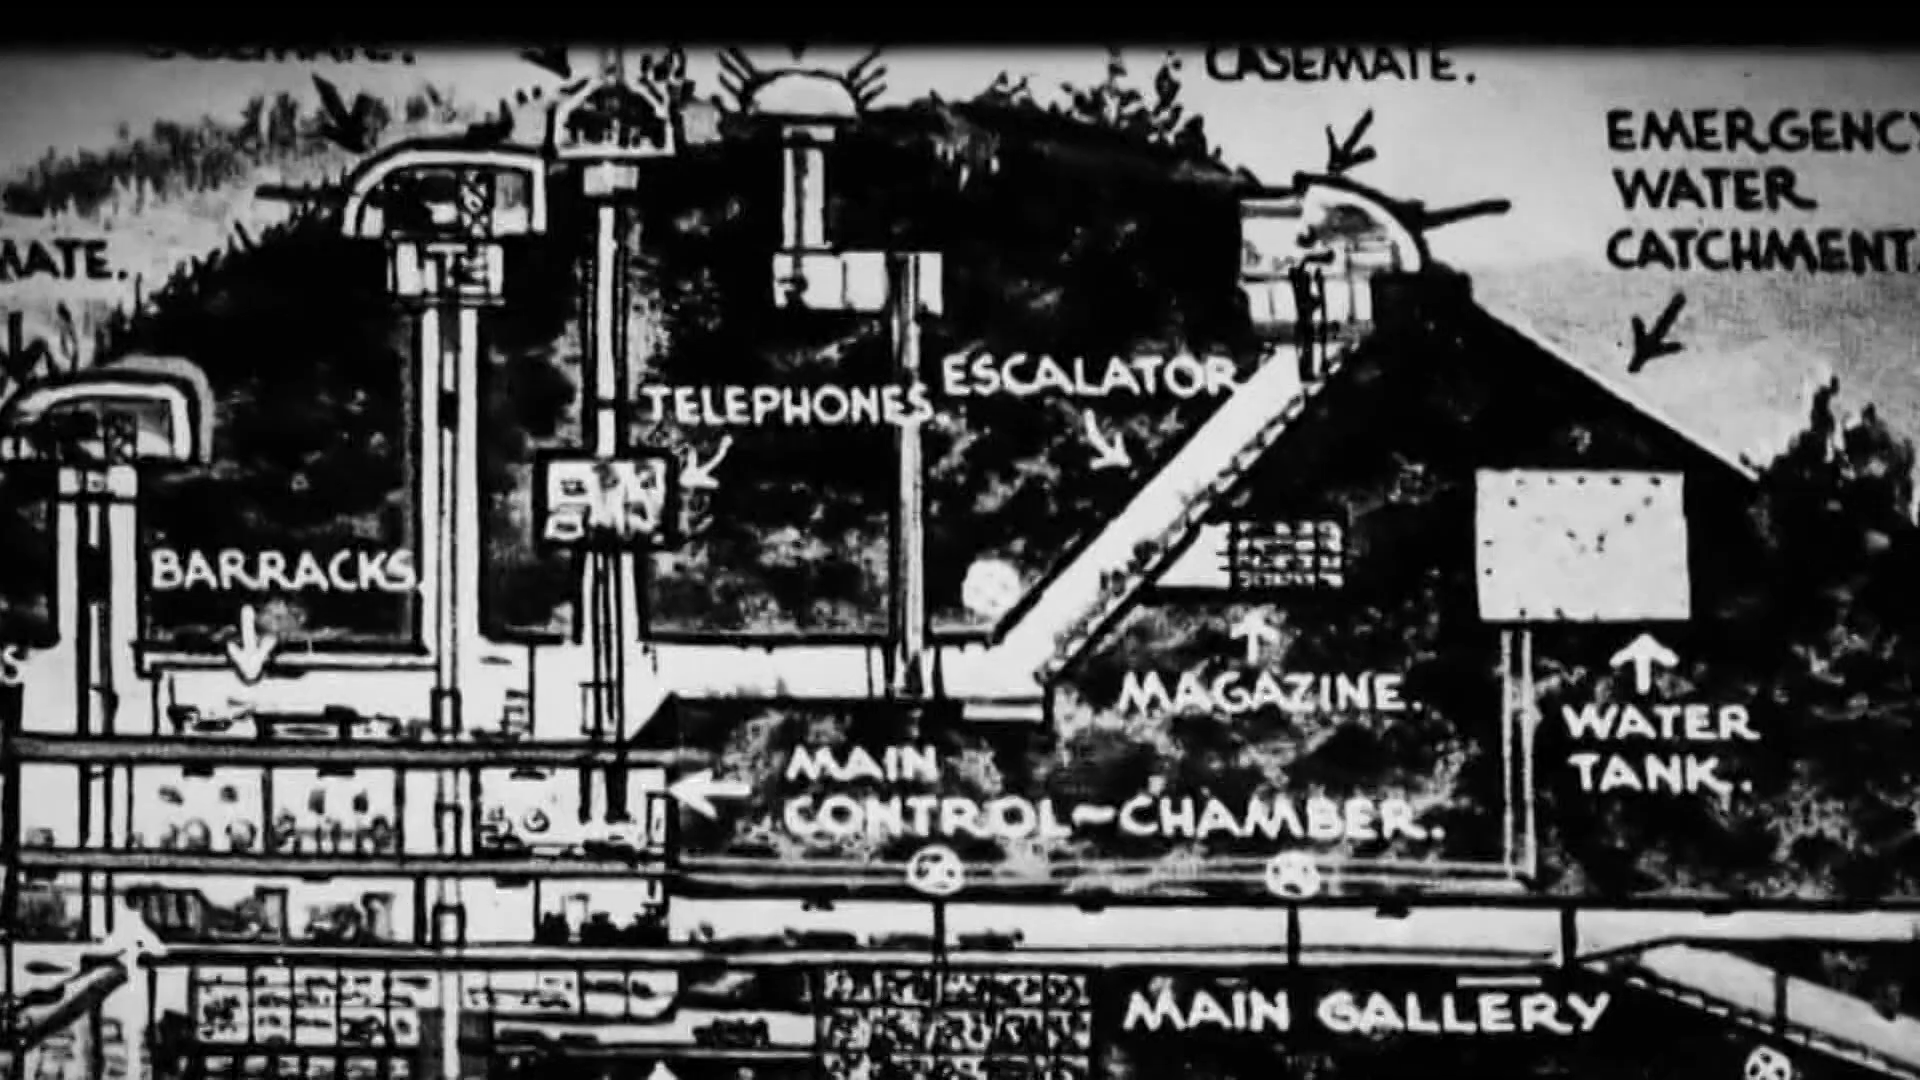 CASEMATE.
EMERGENCY
WATER
CATCHMENT.
MATE.
ESCALATOR
TELEPHONES
BARRACKS.
S
MAGAZINE.
WATER
TANK.
MAIN
CONTROL-CHAMBER.
MAIN GALLERY